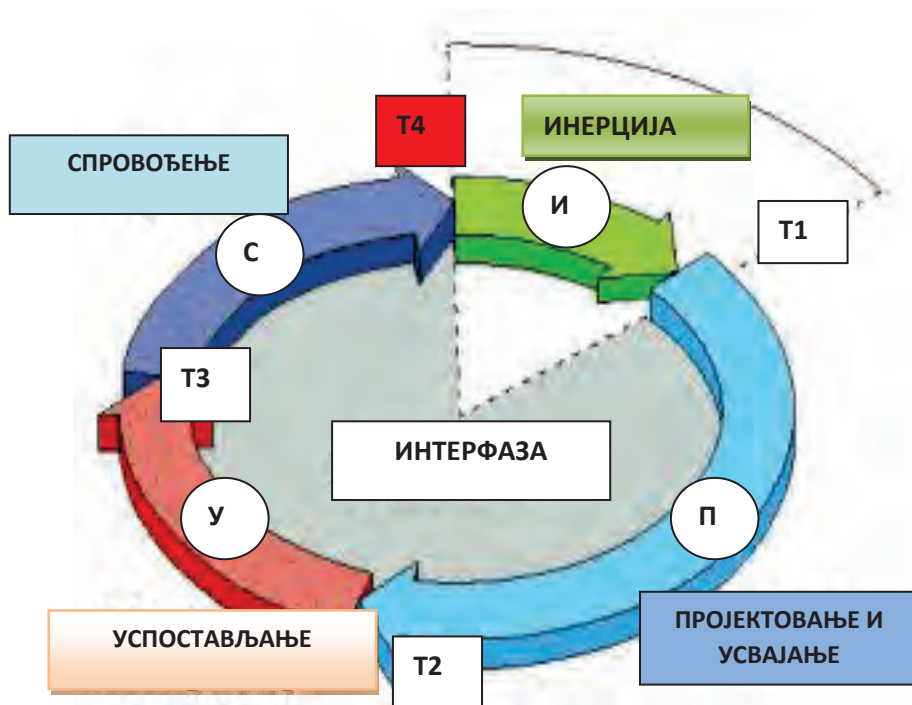 Т4
ИНЕРЦИЈА
СПРОВОЂЕЊЕ
И
Т1
С
Т3
ИНТЕРФАЗА
У
П
УСПОСТАВЉАЊЕ
Т2
ПРОЈЕКТОВАЊЕ И
УСВАЈАЊЕ